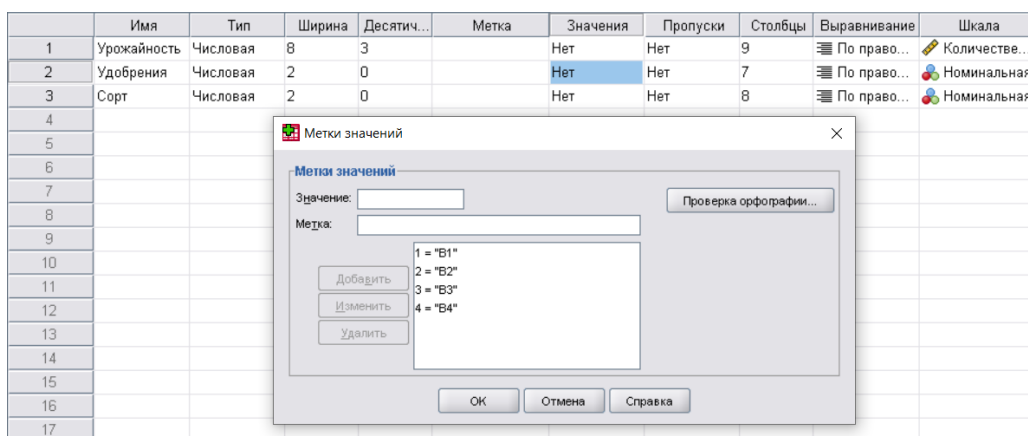 Имя Тип Ширина Десятич... Метка Значения Пропуски Столбцы Выравнивание Шкала
1 Урожайность Числовая 8 3 Нет Нет 9 По право... Количестве...
2 Удобрения Числовая 2 0 Нет Нет 7 По право... Номинальная
3 Сорт Числовая 2 0 Нет Нет 8 По право... Номинальная
4
5
6
7
8
9
10
11
12
13
14
15
16
17
Метки значений
Метки значений
Значение:
Проверка орфографии...
Метка:
1 = "B1"
2 = "B2"
3 = "B3"
4 = "B4"
Добавить
Изменить
Удалить
OK Отмена Справка